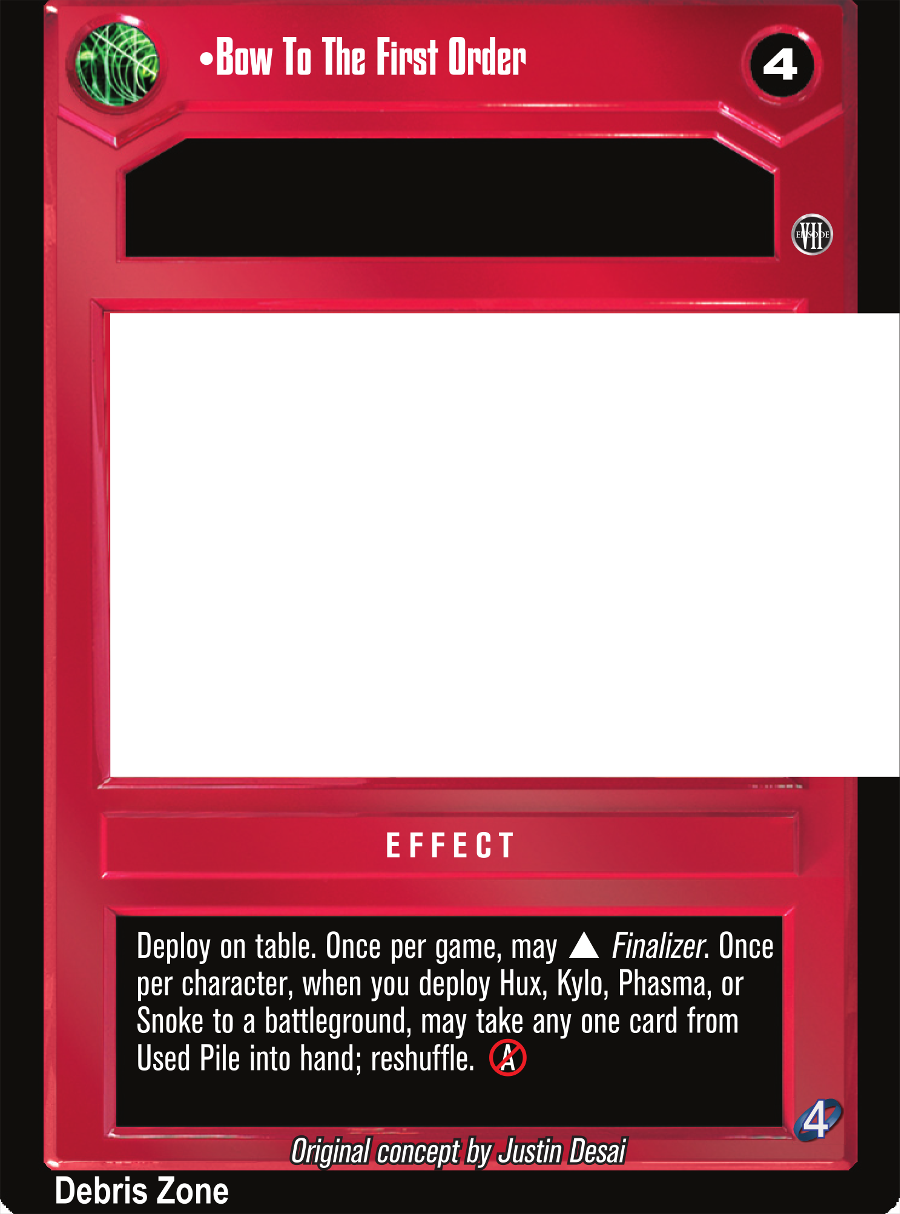 •Bow To The First Order
4
EPISODE
VII
EFFECT
Deploy on table. Once per game, may ▲ Finalizer. Once
per character, when you deploy Hux, Kylo, Phasma, or
Snoke to a battleground, may take any one card from
Used Pile into hand; reshuffle. A
4
Original concept by Justin Desai
Debris Zone